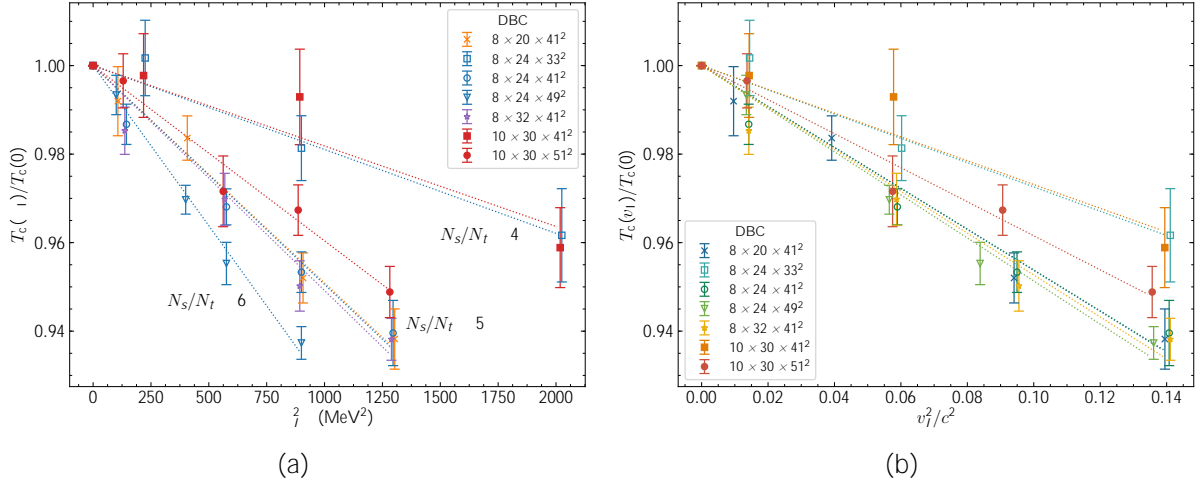 DBC
8 × 20 × 41²
8 × 24 × 33²
8 × 24 × 41²
8 × 24 × 49²
8 × 32 × 41²
10 × 30 × 41²
10 × 30 × 51²
1.00
0.98
0.96
0.94
T_c( _I)/T_c(0)
N_s/N_t 4
N_s/N_t 6
N_s/N_t 5
0 250 500 750 1000 1250 1500 1750 2000
²_I (MeV²)
(a)
DBC
8 × 20 × 41²
8 × 24 × 33²
8 × 24 × 41²
8 × 24 × 49²
8 × 32 × 41²
10 × 30 × 41²
10 × 30 × 51²
1.00
0.98
0.96
0.94
T_c(v_I)/T_c(0)
0.00 0.02 0.04 0.06 0.08 0.10 0.12 0.14
v²_I/c²
(b)